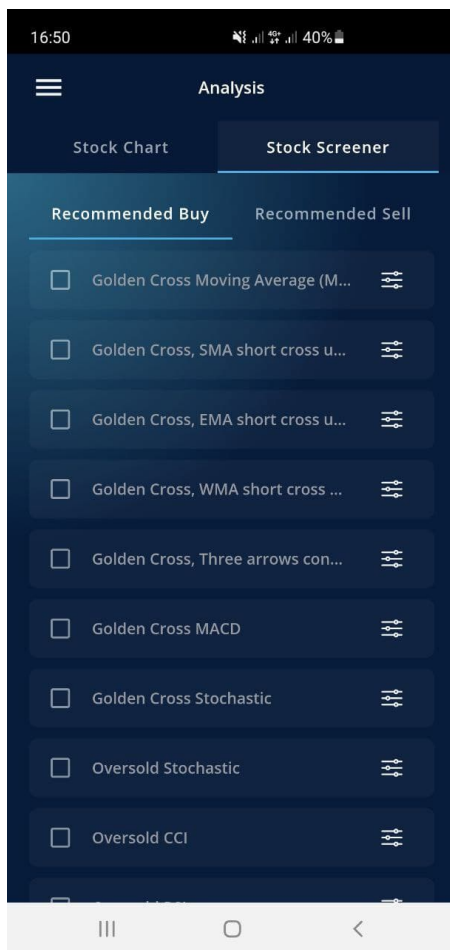 16:50
4G+ 40%
Analysis
Stock Chart Stock Screener
Recommended Buy Recommended Sell
Golden Cross Moving Average (M...
Golden Cross, SMA short cross u...
Golden Cross, EMA short cross u...
Golden Cross, WMA short cross ...
Golden Cross, Three arrows con...
Golden Cross MACD
Golden Cross Stochastic
Oversold Stochastic
Oversold CCI